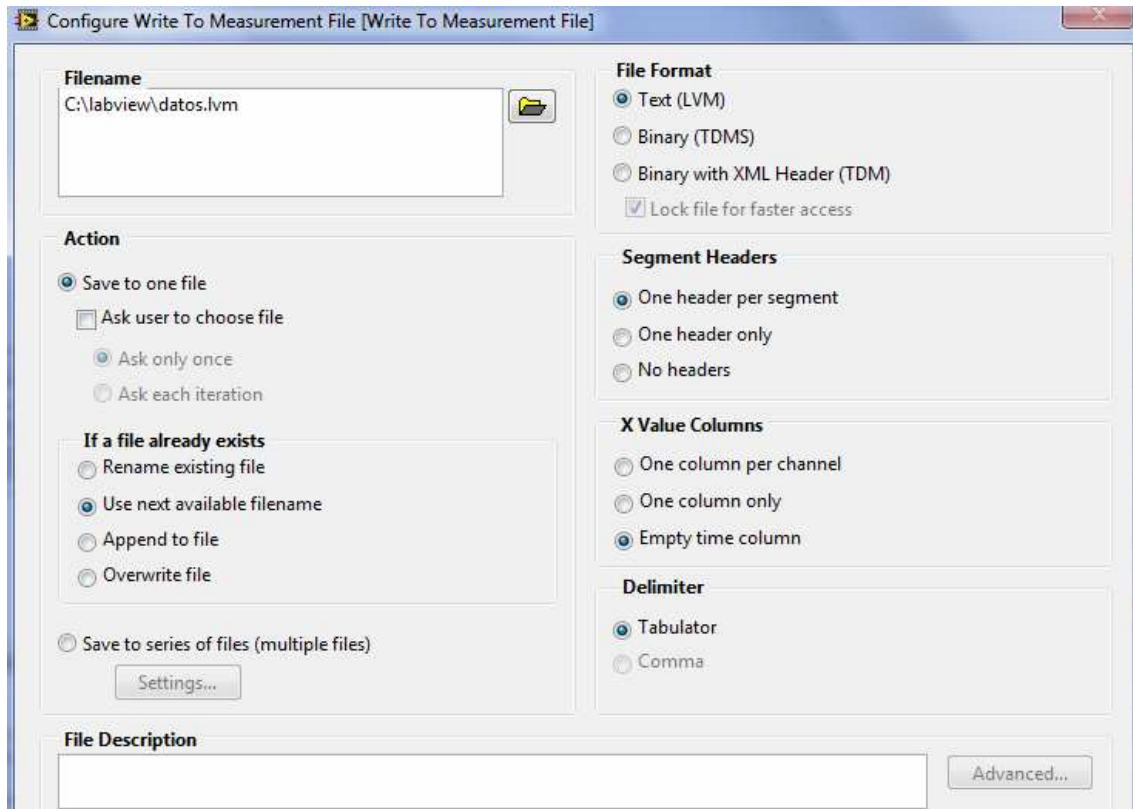 Configure Write To Measurement File [Write To Measurement File]
Filename
C:\labview\datos.lvm
Action
Save to one file
Ask user to choose file
Ask only once
Ask each iteration
If a file already exists
Rename existing file
Use next available filename
Append to file
Overwrite file
Save to series of files (multiple files)
Settings...
File Format
Text (LVM)
Binary (TDMS)
Binary with XML Header (TDM)
Lock file for faster access
Segment Headers
One header per segment
One header only
No headers
X Value Columns
One column per channel
One column only
Empty time column
Delimiter
Tabulator
Comma
File Description
Advanced...